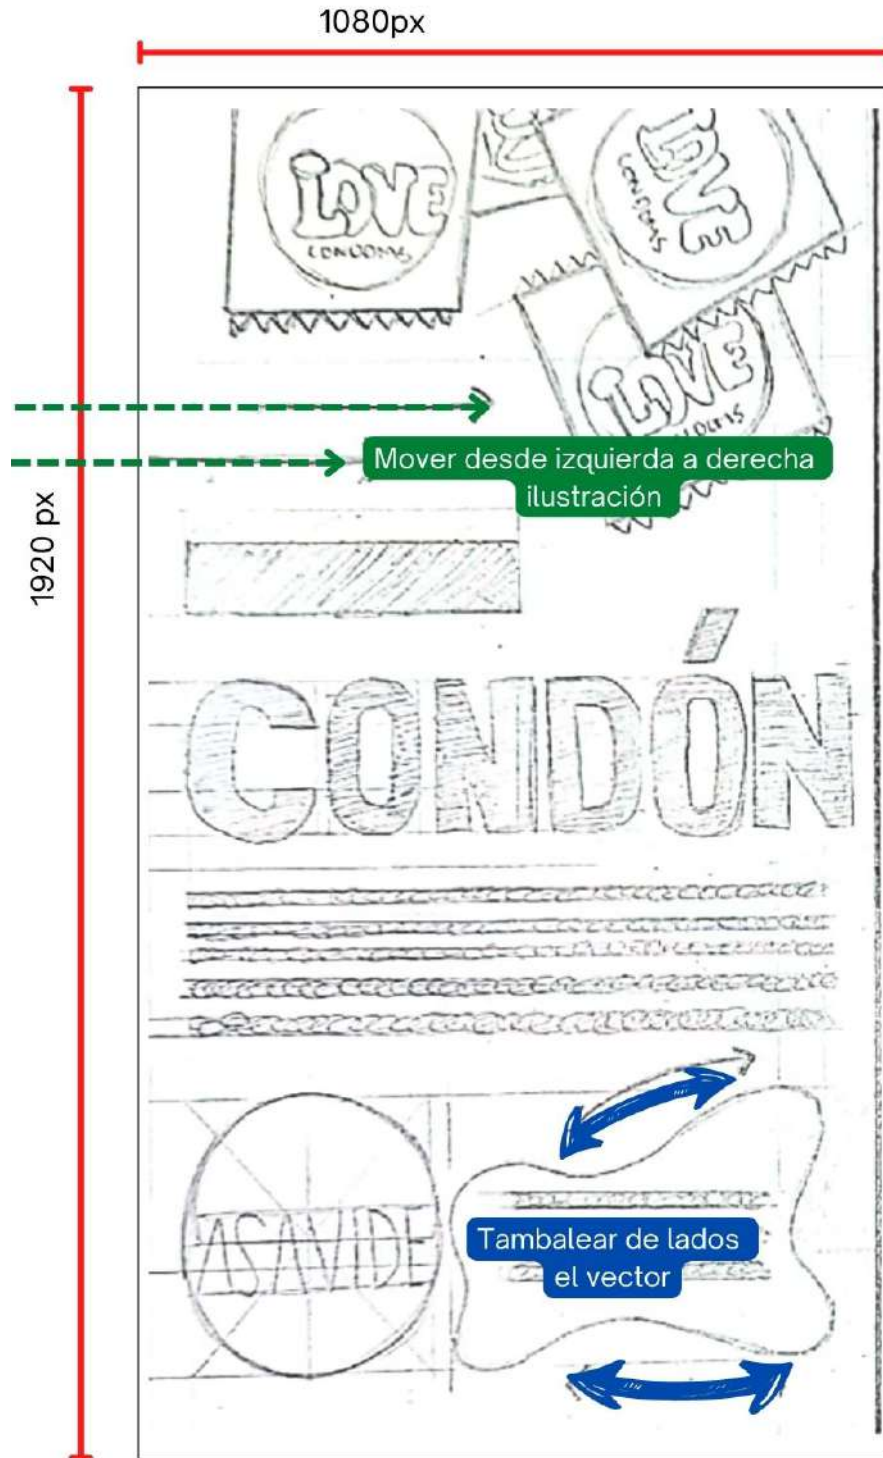 1080px
1920 px
LOVE
CONDOMS
LOVE
CONDOMS
LOVE
Mover desde izquierda a derecha
ilustración
CONDÓN
ASAVIDE
Tambalear de lados
el vector